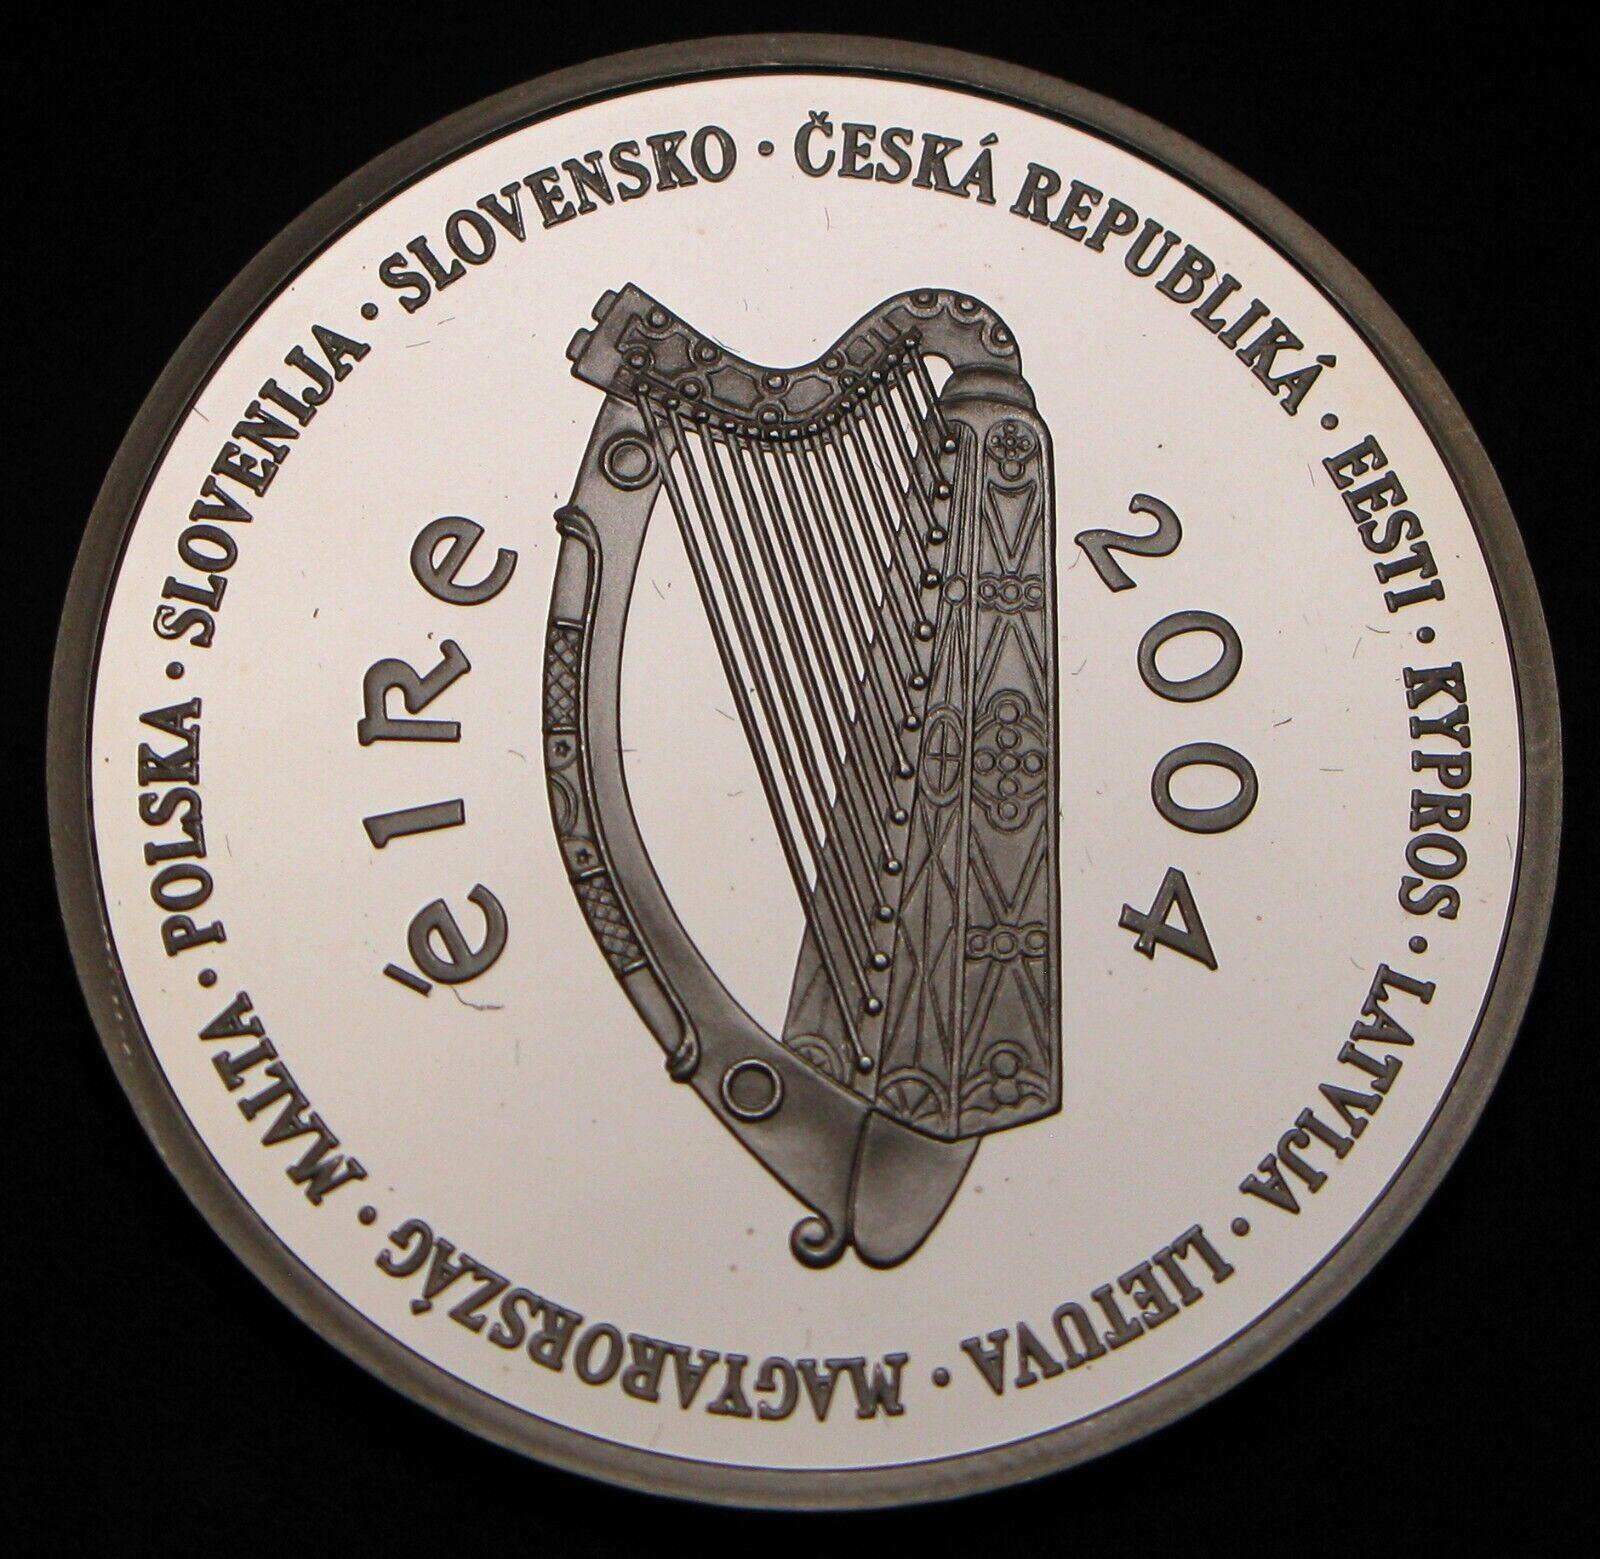 ČESKÁ REPUBLIKÁ · EESTI · KYPROS · LATVIJA · LIETUVA · MAGYARORSZÁG · MALTA · POLSKA · SLOVENIJA · SLOVENSKO ·
éIRe
2004